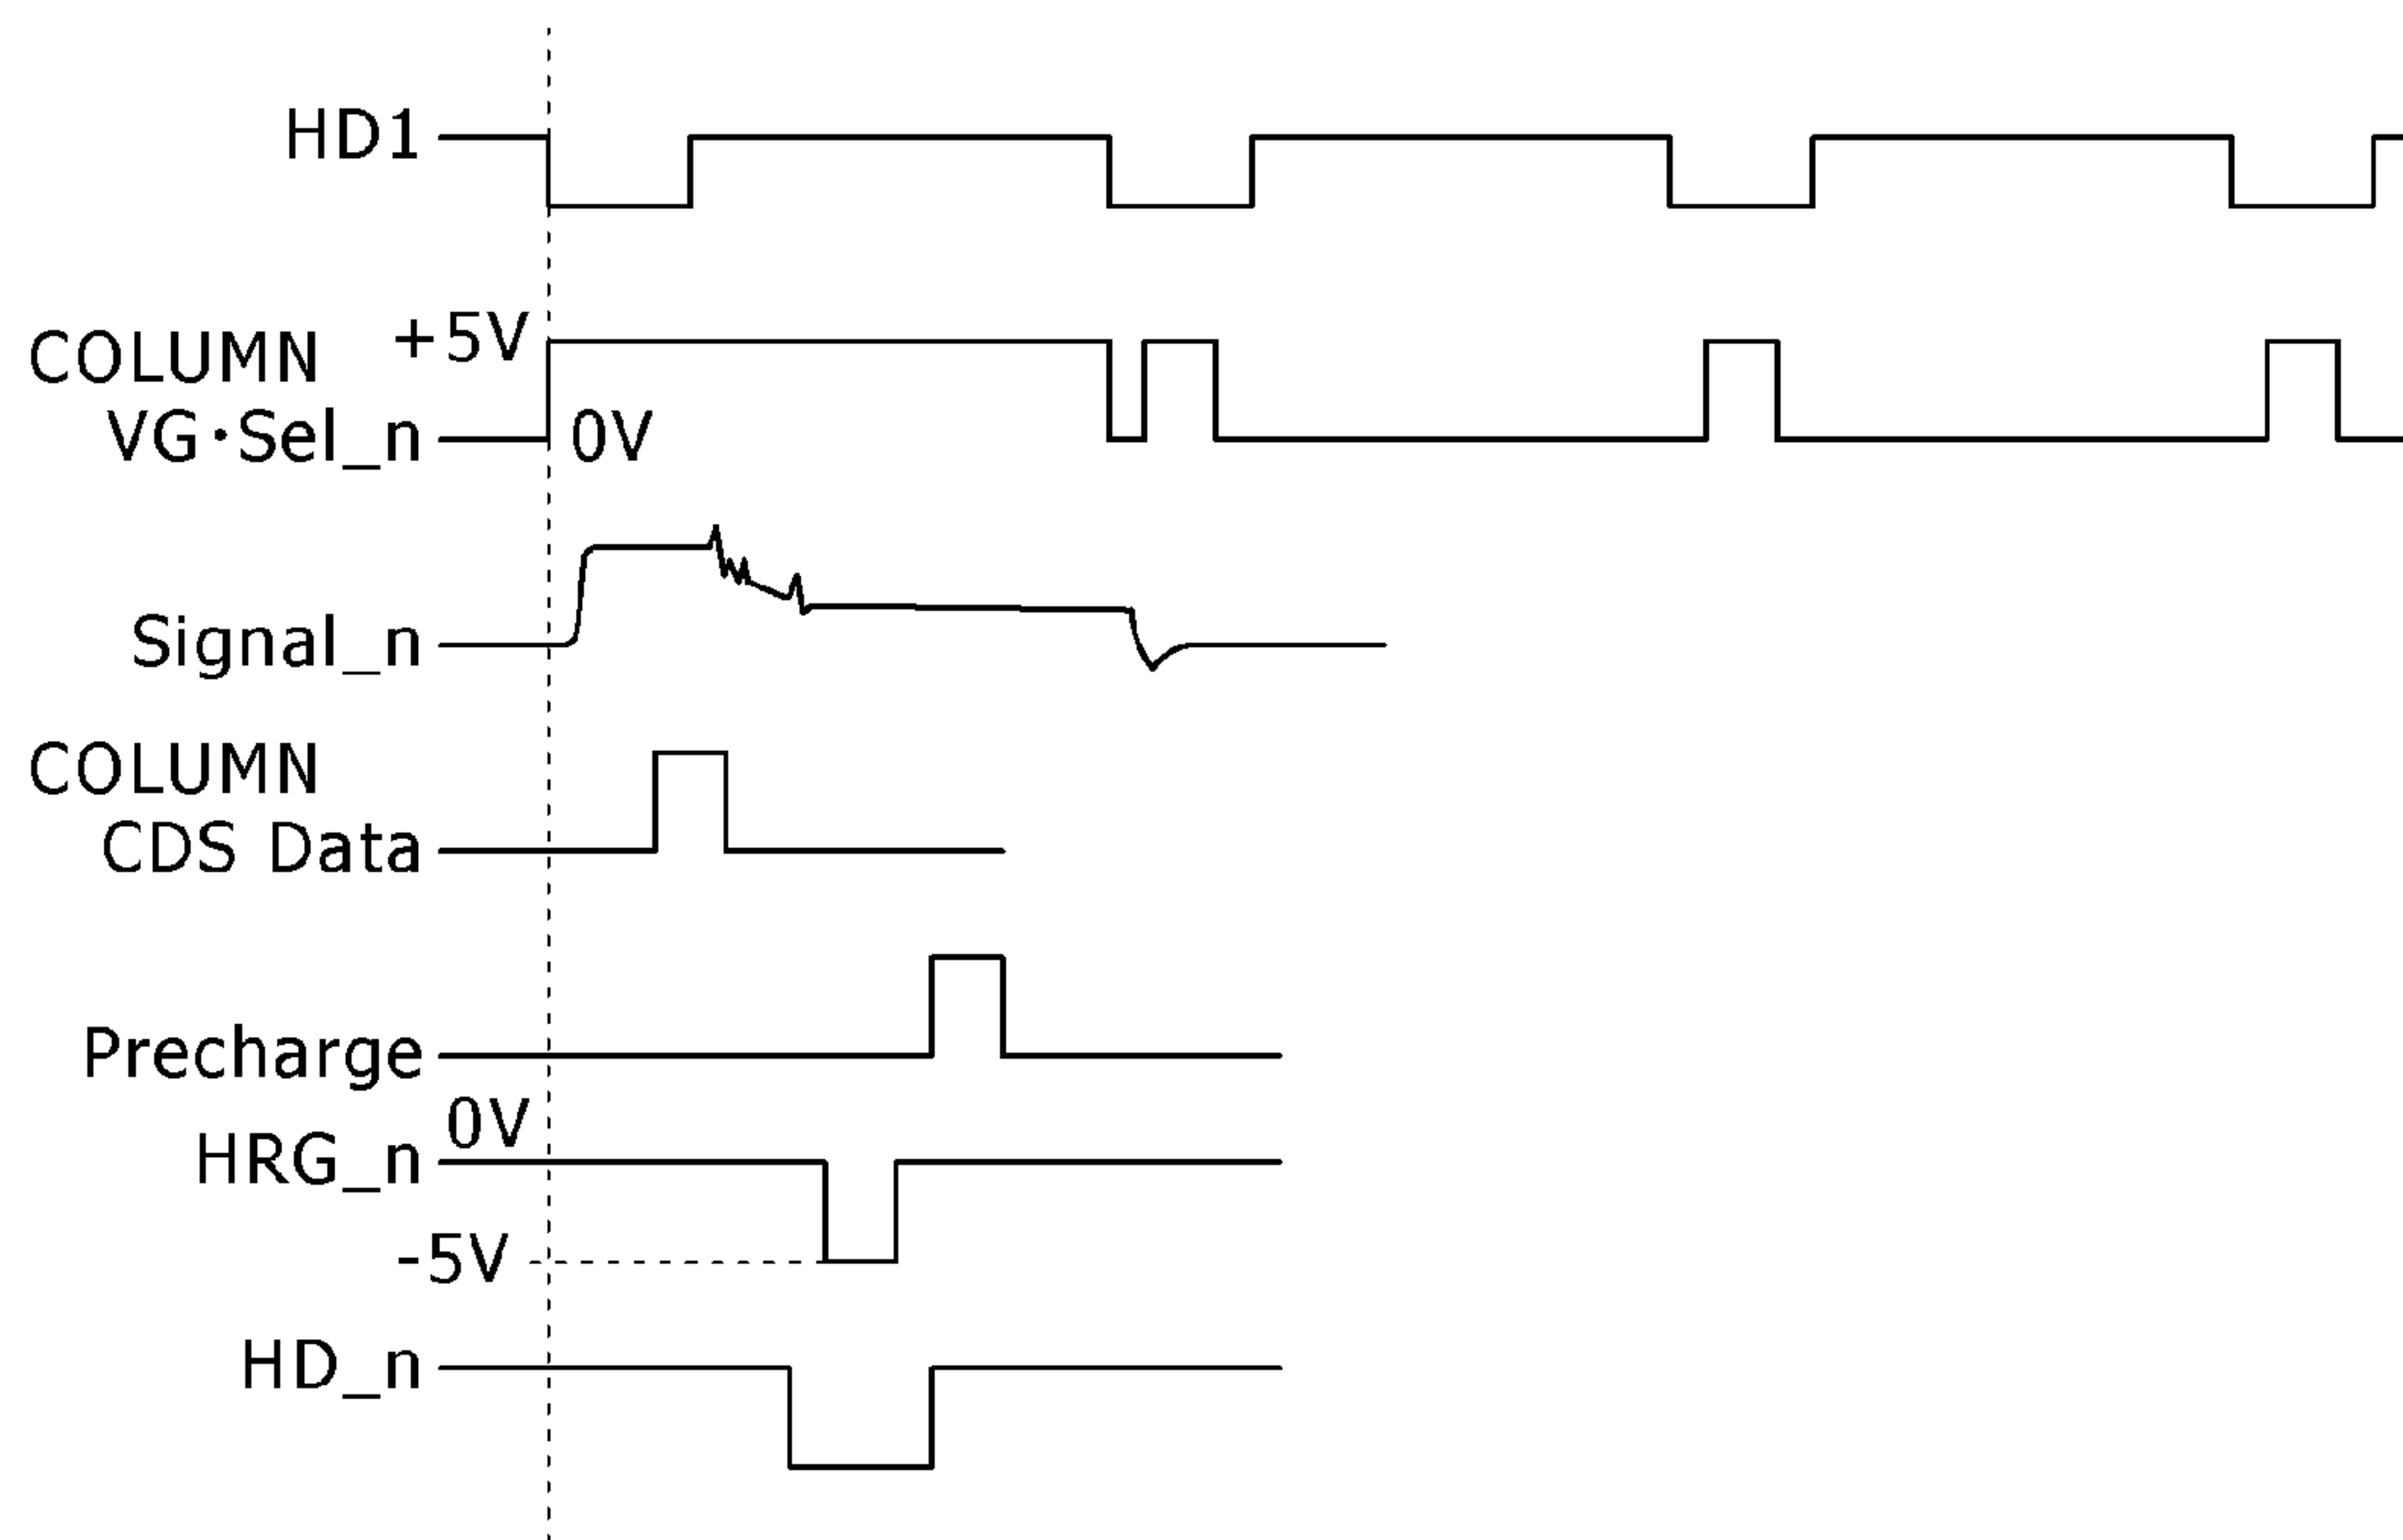 HD1
+5V
COLUMN
VG・Sel_n
0V
Signal_n
COLUMN
CDS Data
Precharge
0V
HRG_n
-5V
HD_n